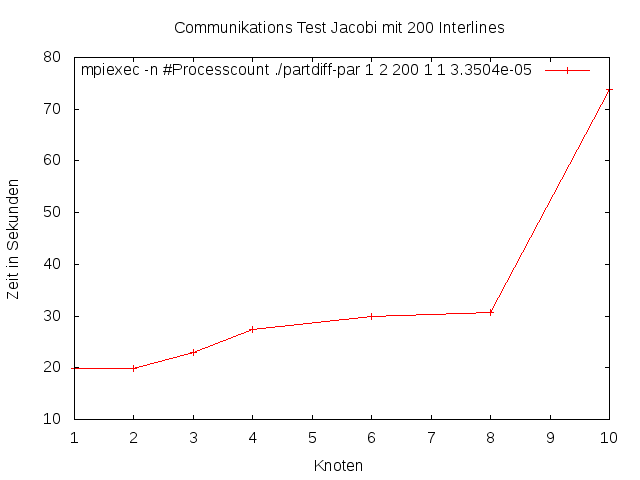 Communikations Test Jacobi mit 200 Interlines
mpiexec -n #Processcount ./partdiff-par 1 2 200 1 1 3.3504e-05
80
70
60
50
40
30
20
10
Zeit in Sekunden
1 2 3 4 5 6 7 8 9 10
Knoten